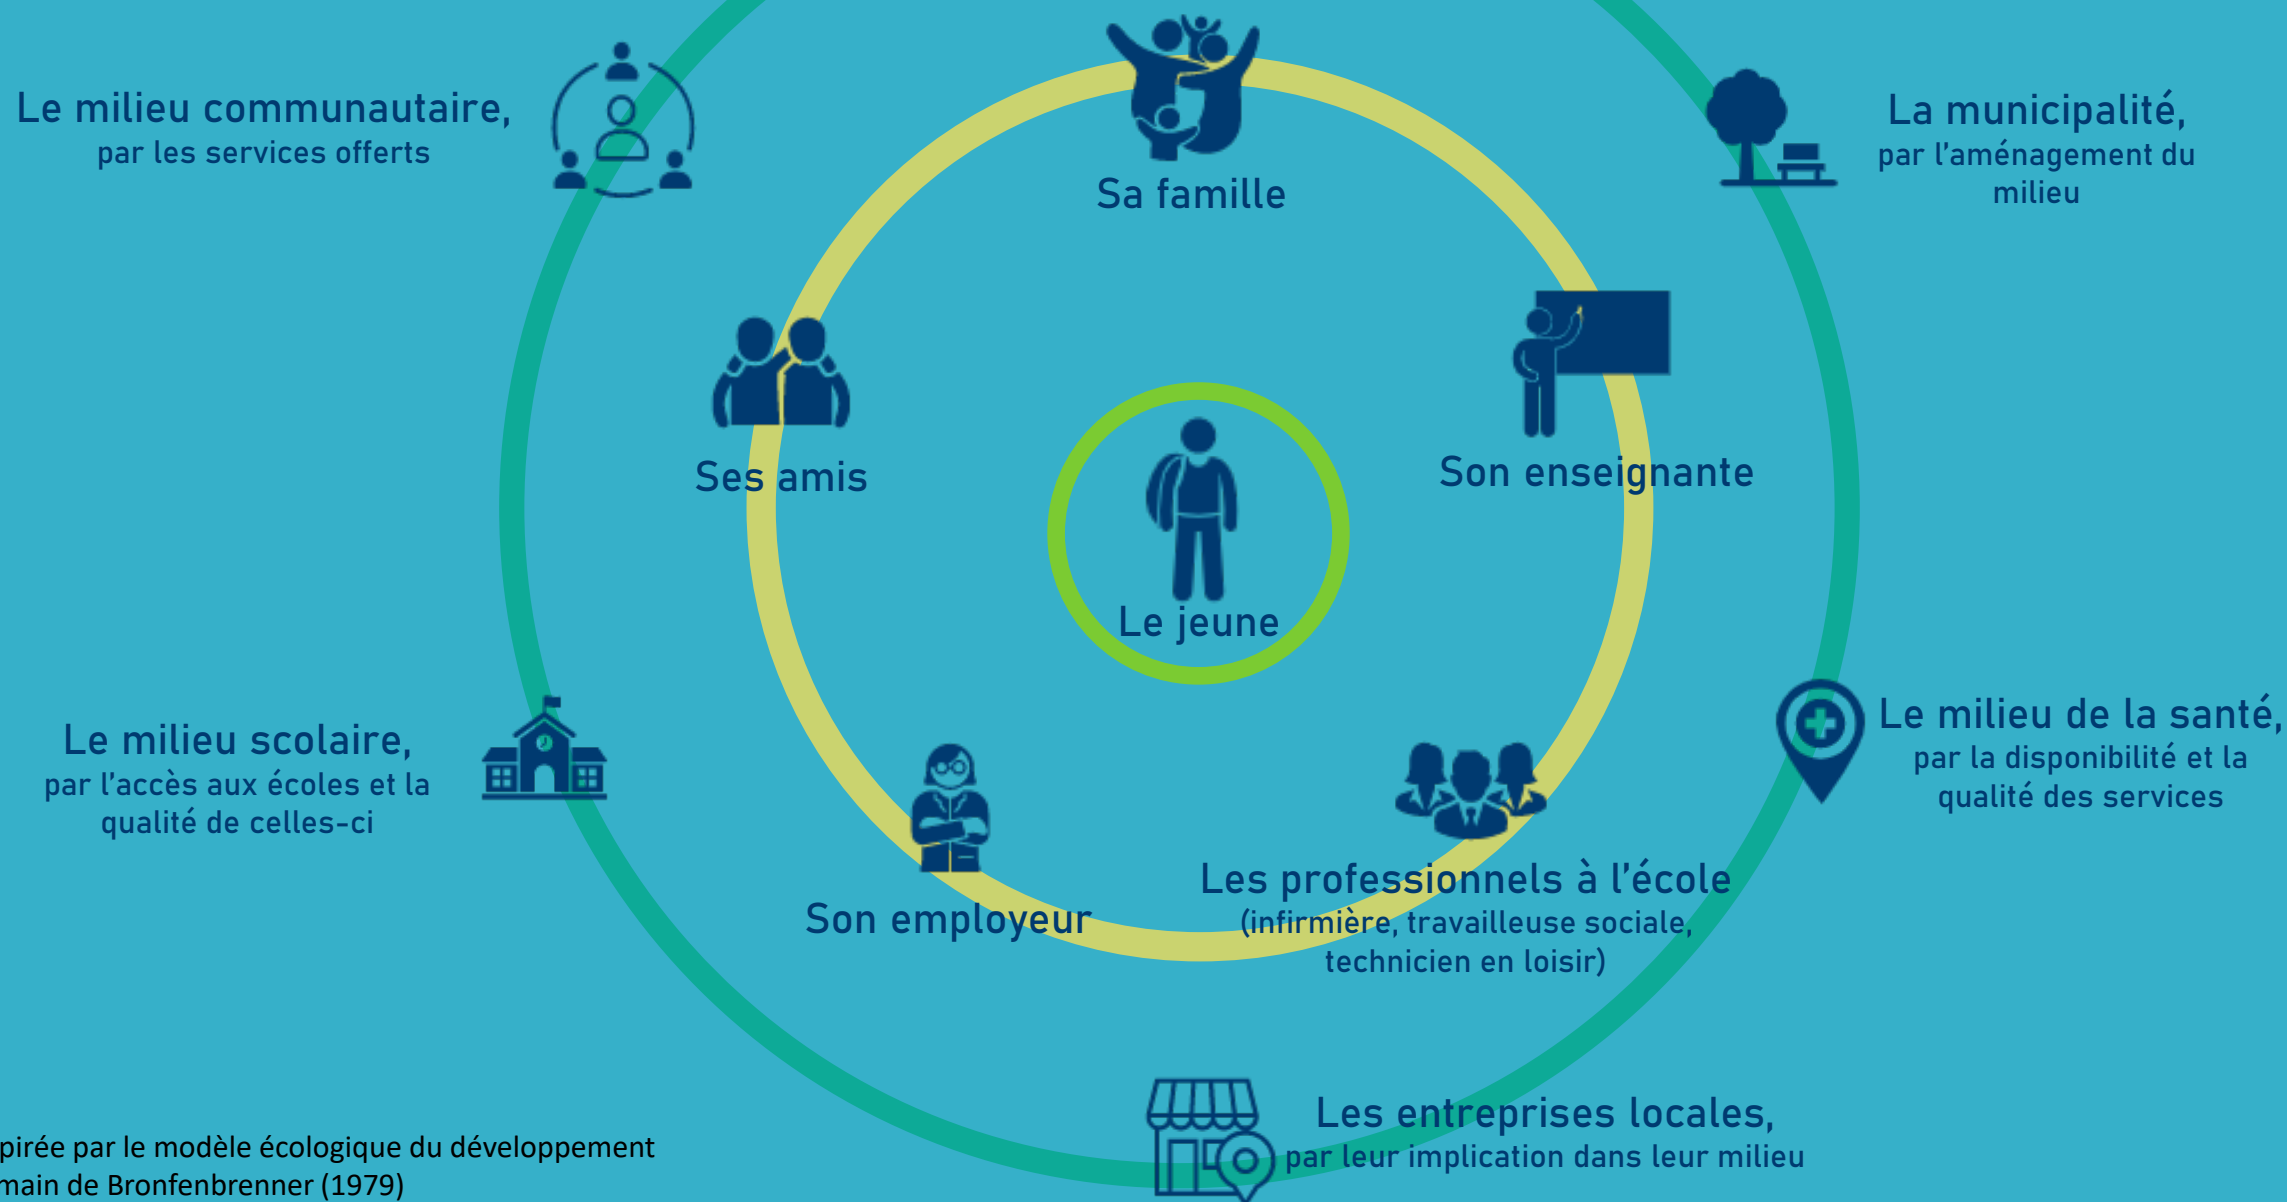 Le milieu communautaire,
par les services offerts
Sa famille
La municipalité,
par l'aménagement du
milieu
Ses amis
Son enseignante
Le jeune
Le milieu scolaire,
par l'accès aux écoles et la
qualité de celles-ci
Le milieu de la santé,
par la disponibilité et la
qualité des services
Son employeur
Les professionnels à l'école
(infirmière, travailleuse sociale,
technicien en loisir)
Les entreprises locales,
par leur implication dans leur milieu
pirée par le modèle écologique du développement
main de Bronfenbrenner (1979)